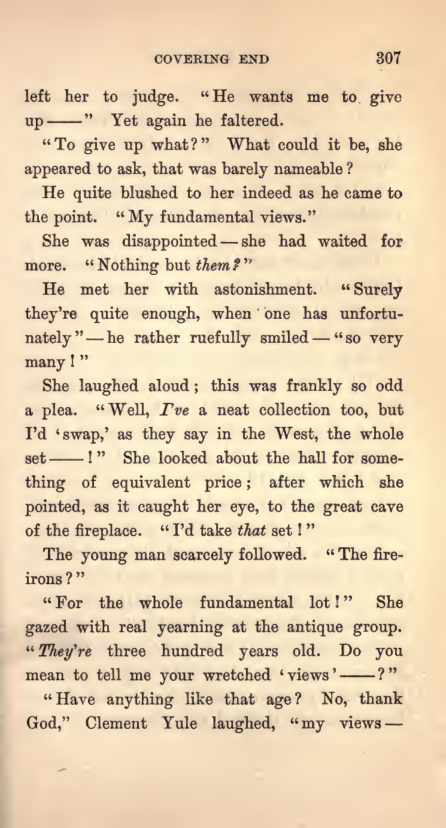 COVERING END 307
left her to judge. “He wants me to give
up —— ” Yet again he faltered.
“To give up what?” What could it be, she
appeared to ask, that was barely nameable?
He quite blushed to her indeed as he came to
the point. “My fundamental views.”
She was disappointed — she had waited for
more. “Nothing but them?”
He met her with astonishment. “Surely
they’re quite enough, when one has unfortu-
nately” — he rather ruefully smiled — “so very
many!”
She laughed aloud; this was frankly so odd
a plea. “Well, I’ve a neat collection too, but
I’d ‘swap,’ as they say in the West, the whole
set —— !” She looked about the hall for some-
thing of equivalent price; after which she
pointed, as it caught her eye, to the great cave
of the fireplace. “I’d take that set!”
The young man scarcely followed. “The fire-
irons?”
“For the whole fundamental lot!” She
gazed with real yearning at the antique group.
“They’re three hundred years old. Do you
mean to tell me your wretched ‘views’ —— ?”
“Have anything like that age? No, thank
God,” Clement Yule laughed, “my views —